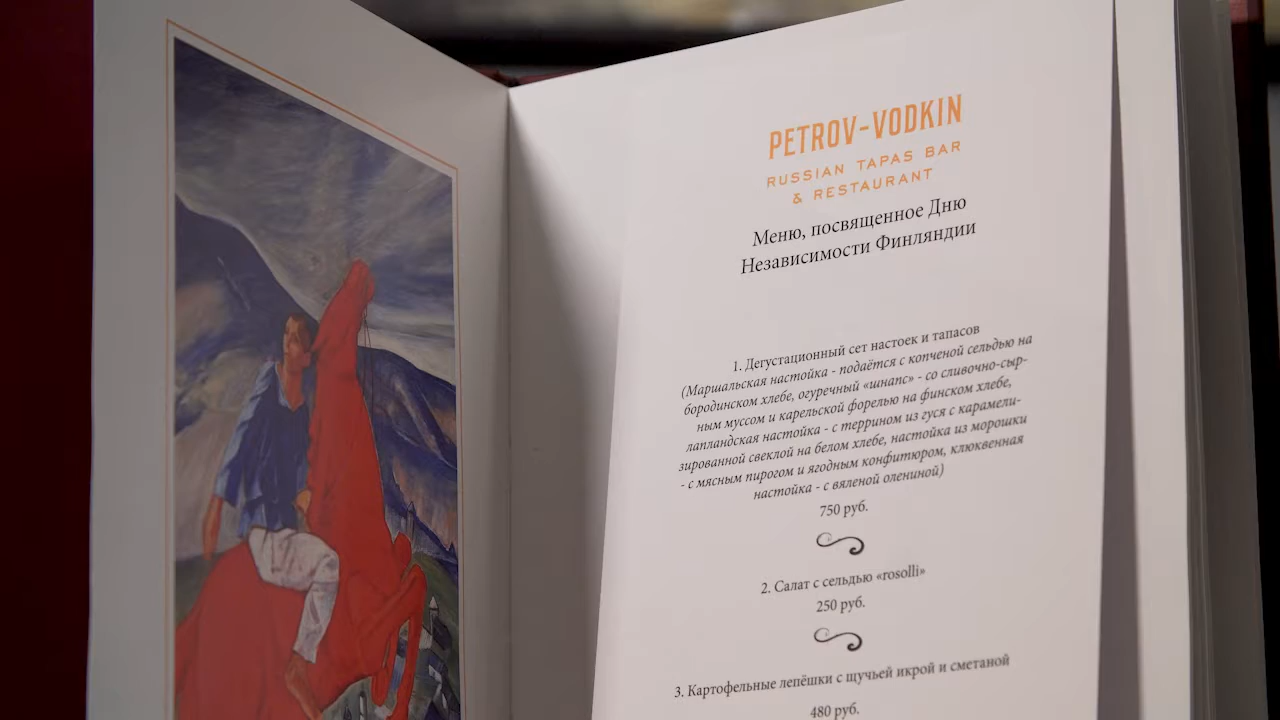 PETROV-VODKIN
RUSSIAN TAPAS BAR
& RESTAURANT
Меню, посвященное Дню
Независимости Финляндии
1. Дегустационный сет настоек и тапасов
(Маршальская настойка - подаётся с копченой сельдью на
бородинском хлебе, огуречный «шнапс» - со сливочно-сыр-
ным муссом и карельской форелью на финском хлебе,
лапландская настойка - с террином из гуся с карамели-
зированной свеклой на белом хлебе, настойка из морошки
- с мясным пирогом и ягодным конфитюром, клюквенная
настойка - с вяленой олениной)
750 руб.
2. Салат с сельдью «rosolli»
250 руб.
3. Картофельные лепёшки с щучьей икрой и сметаной
480 руб.